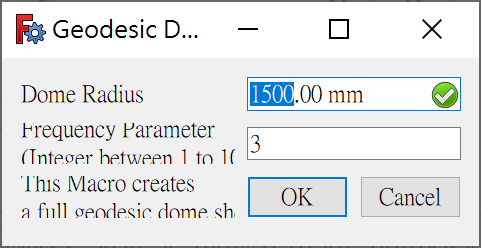 Geodesic D...
Dome Radius
1500.00 mm
Frequency Parameter
(Integer between 1 to 10
3
This Macro creates
a full geodesic dome sh
OK
Cancel